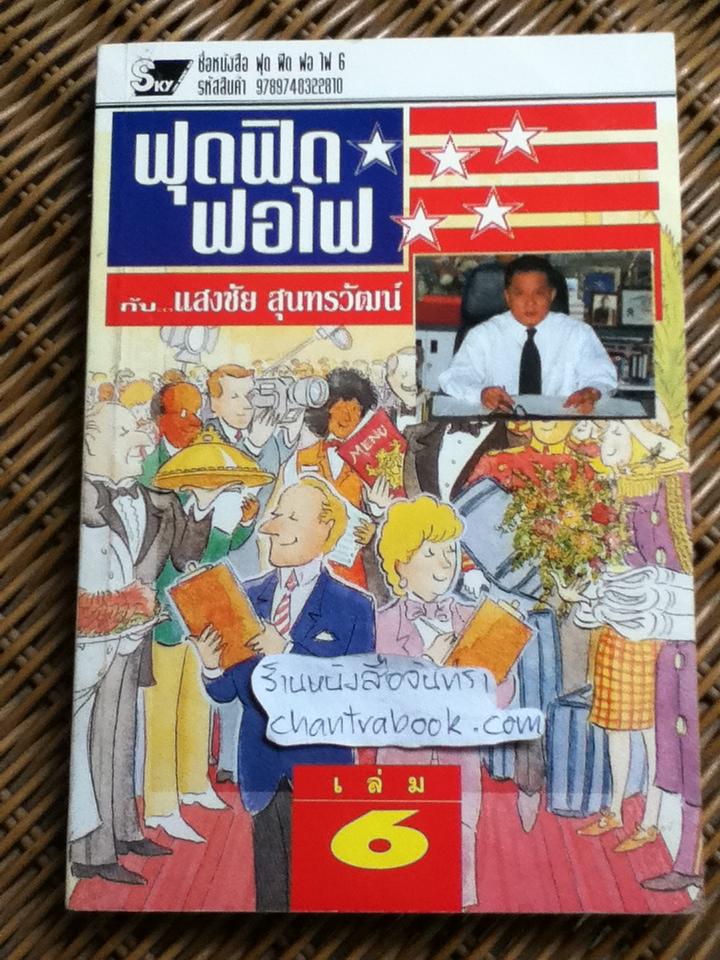 SKY
ชื่อหนังสือ ฟุด ฟิด ฟอ ไฟ 6
รหัสสินค้า 9789748322810
ฟุดฟิด
ฟอไฟ
กับ...แสงชัย สุนทรวัฒน์
MENU
ร้านหนังสือจันทรา
chantrabook.com
เล่ม
6